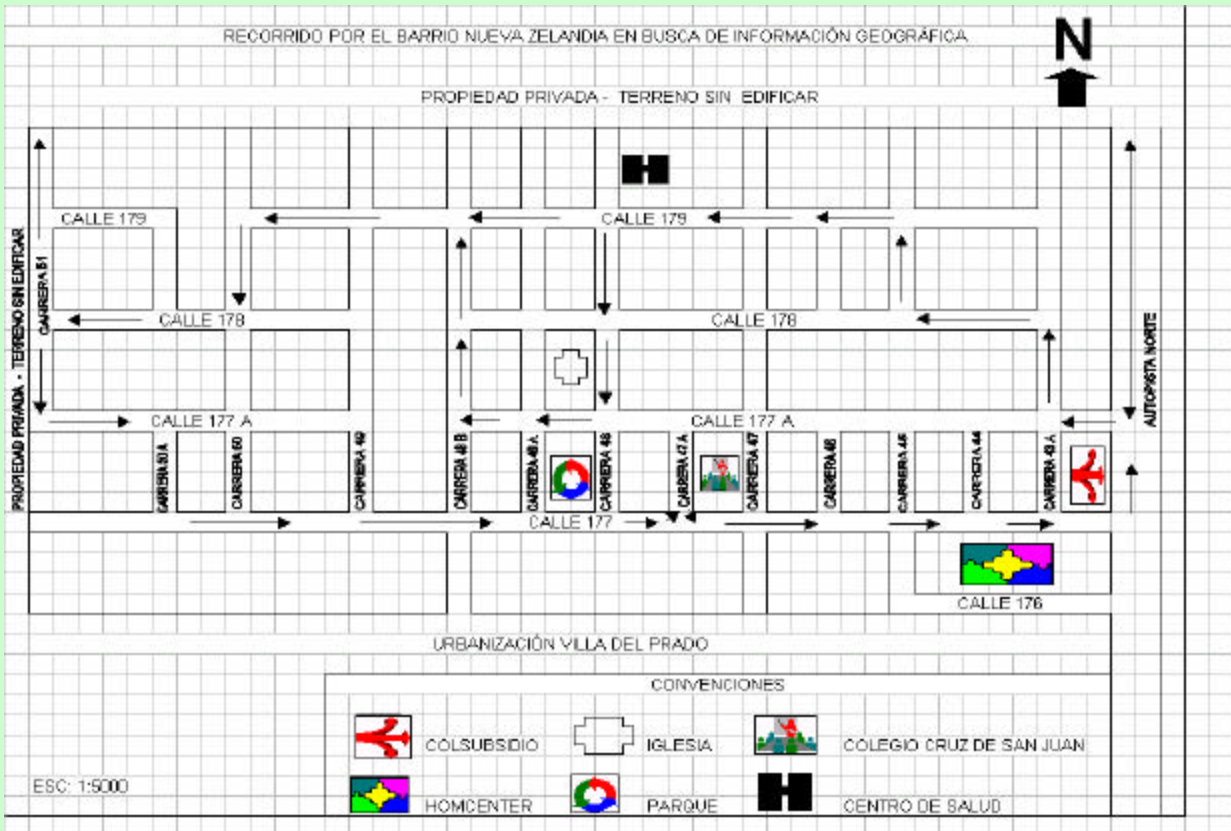 RECORRIDO POR EL BARRIO NUEVA ZELANDIA EN BUSCA DE INFORMACIÓN GEOGRÁFICA
N
PROPIEDAD PRIVADA - TERRENO SIN EDIFICAR
CALLE 179
CALLE 179
PROPIEDAD PRIVADA - TERRENO SIN EDIFICAR
CARRERA 51
CALLE 178
CALLE 178
AUTOPISTA NORTE
CALLE 177 A
CALLE 177 A
CARRERA 50 A
CARRERA 50
CARRERA 49
CARRERA 48 B
CARRERA 48 A
CARRERA 48
CARRERA 47 A
CARRERA 47
CARRERA 46
CARRERA 45
CARRERA 44
CARRERA 43 A
CALLE 177
CALLE 176
URBANIZACIÓN VILLA DEL PRADO
CONVENCIONES
COLSUBSIDIO
IGLESIA
COLEGIO CRUZ DE SAN JUAN
ESC: 1:5000
HOMCENTER
PARQUE
CENTRO DE SALUD